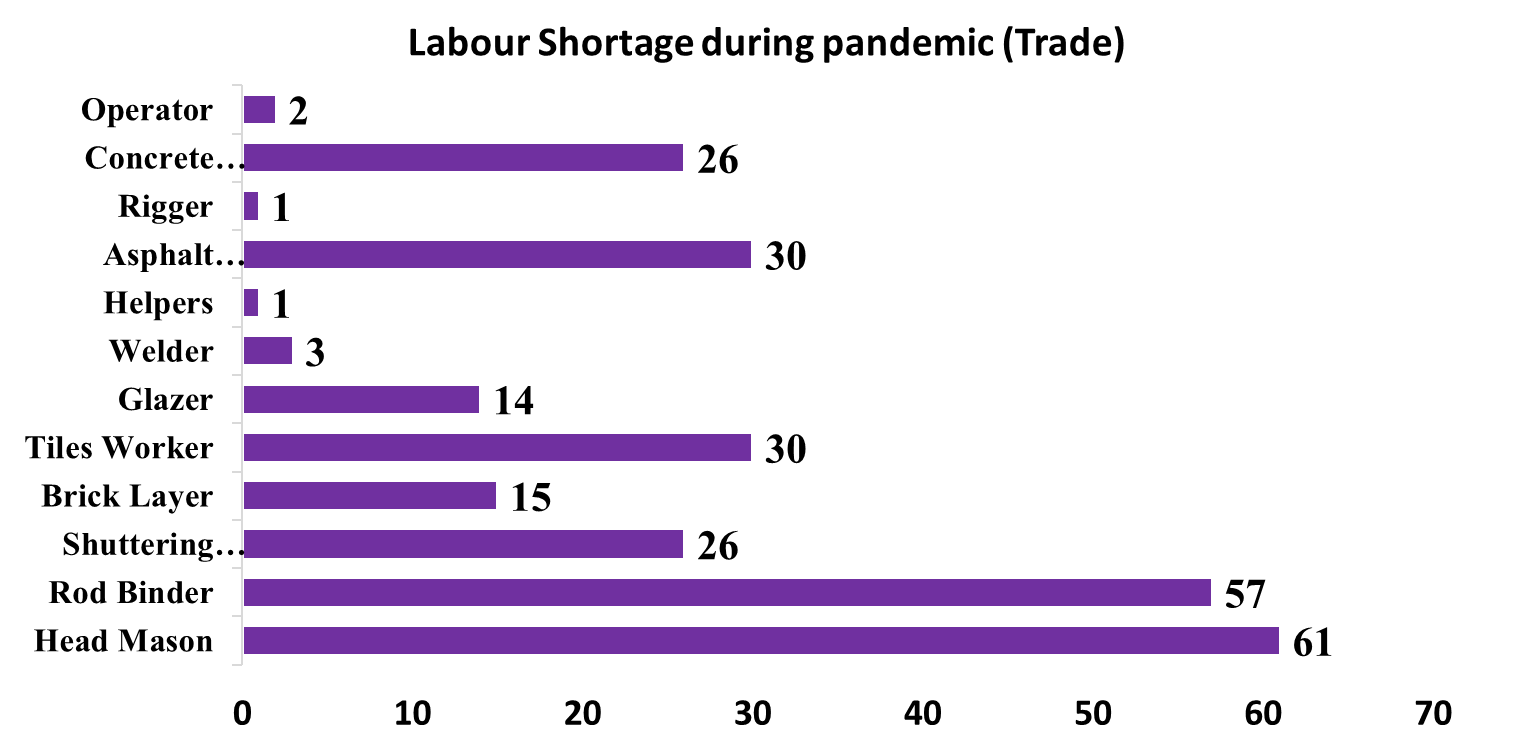 Labour Shortage during pandemic (Trade)
Operator 2
Concrete... 26
Rigger 1
Asphalt... 30
Helpers 1
Welder 3
Glazer 14
Tiles Worker 30
Brick Layer 15
Shuttering... 26
Rod Binder 57
Head Mason 61
0 10 20 30 40 50 60 70